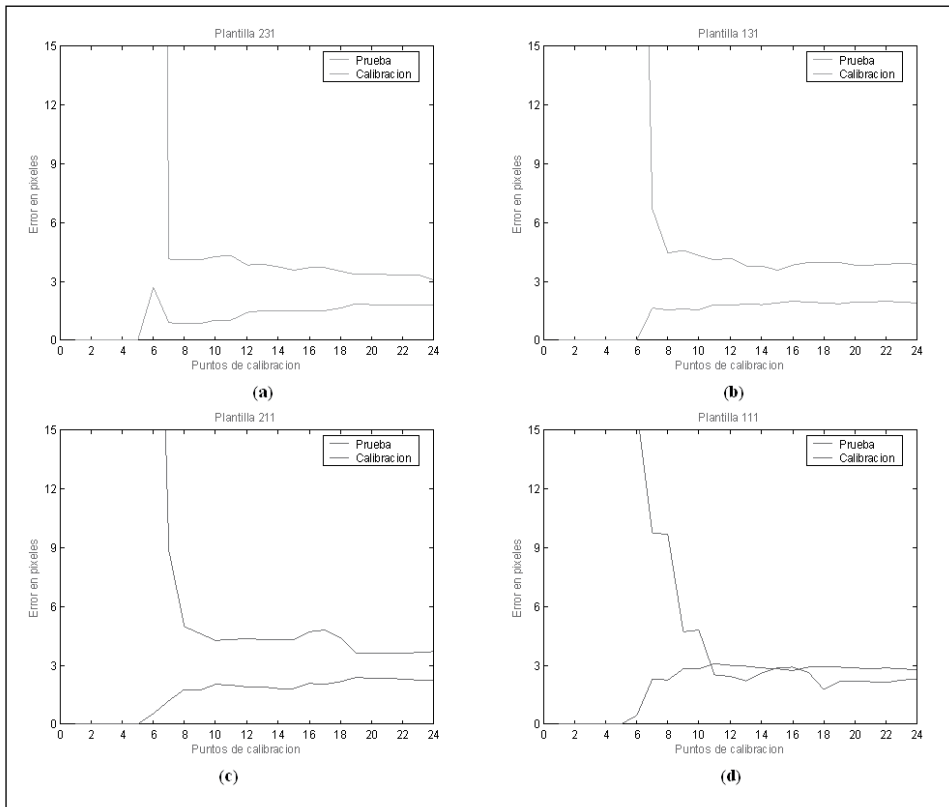 Plantilla 231
Prueba
Calibracion
Error en pixeles
15
12
9
6
3
0
0 2 4 6 8 10 12 14 16 18 20 22 24
Puntos de calibracion
(a)
Plantilla 131
Prueba
Calibracion
Error en pixeles
15
12
9
6
3
0
0 2 4 6 8 10 12 14 16 18 20 22 24
Puntos de calibracion
(b)
Plantilla 211
Prueba
Calibracion
Error en pixeles
15
12
9
6
3
0
0 2 4 6 8 10 12 14 16 18 20 22 24
Puntos de calibracion
(c)
Plantilla 111
Prueba
Calibracion
Error en pixeles
15
12
9
6
3
0
0 2 4 6 8 10 12 14 16 18 20 22 24
Puntos de calibracion
(d)